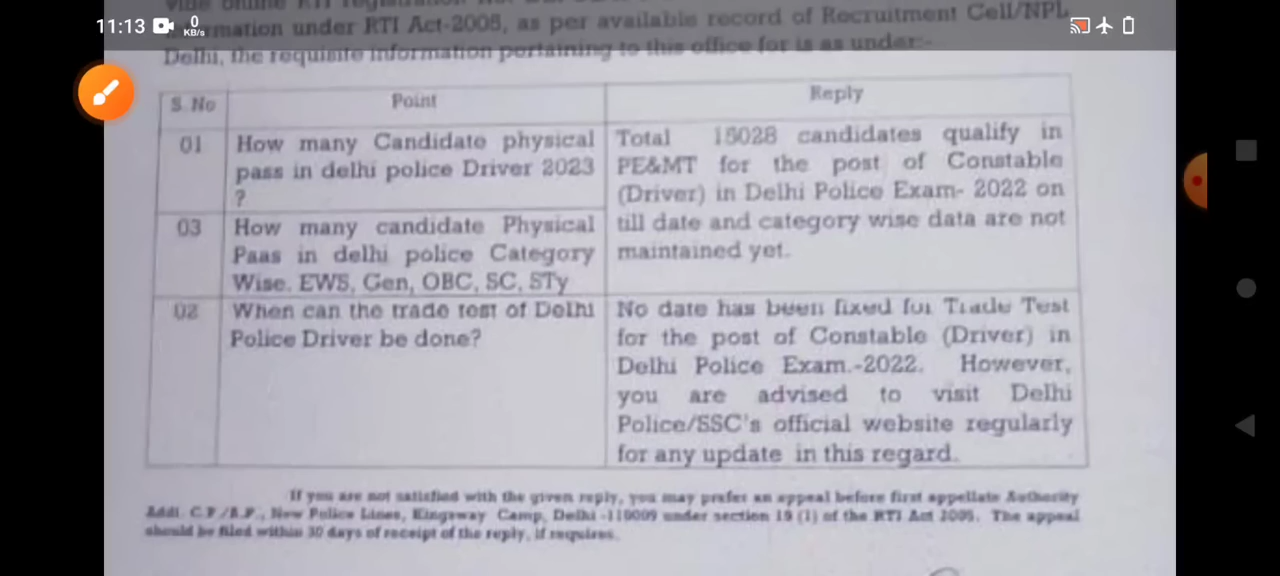 11:13 0 KB/s
vide online RTI registration
under RTI Act-2005, as per available record of Recruitment Cell/NPL,
Delhi, the requisite information pertaining to this office for is as under:-
S. No Point Reply
01 How many Candidate physical
pass in delhi police Driver 2023
?
03 How many candidate Physical
Paas in delhi police Category
Wise. EWS, Gen, OBC, SC, STy
Total candidates qualify in
PE&MT for the post of Constable
(Driver) in Delhi Police Exam- 2022 on
till date and category wise data are not
maintained yet.
02 When can the trade test of Delhi
Police Driver be done?
No date has been fixed for Trade Test
for the post of Constable (Driver) in
Delhi Police Exam.-2022. However,
you are advised to visit Delhi
Police/SSC's official website regularly
for any update in this regard.
If you are not satisfied with the given reply, you may prefer an appeal before first appellate Authority
Addl. C.P./R.P., New Police Lines, Kingsway Camp, Delhi -110009 under section 19 (1) of the RTI Act 2005. The appeal
should be filed within 30 days of receipt of the reply, if requires.